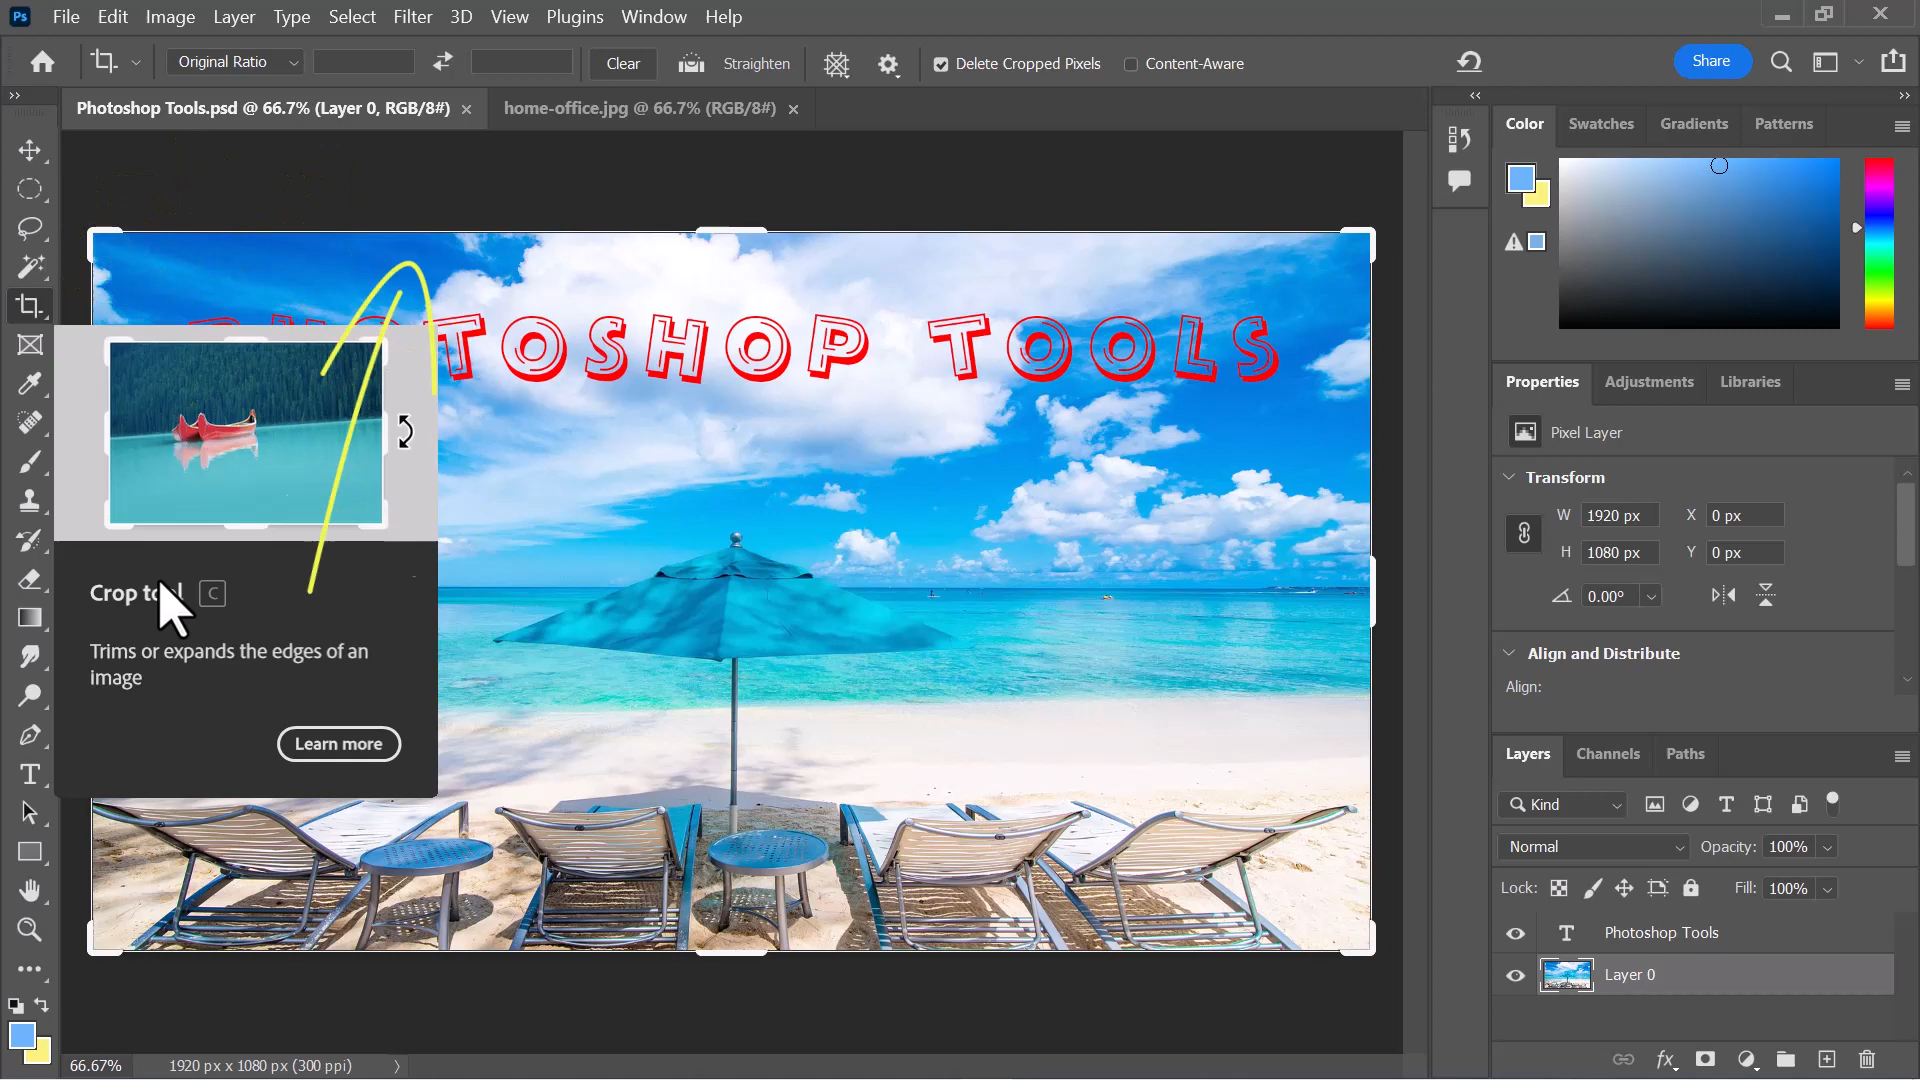 Ps File Edit Image Layer Type Select Filter 3D View Plugins Window Help
Original Ratio Clear Straighten Delete Cropped Pixels Content-Aware Share
Photoshop Tools.psd @ 66.7% (Layer 0, RGB/8#) × home-office.jpg @ 66.7% (RGB/8#) ×
Color Swatches Gradients Patterns
PHOTOSHOP TOOLS
Properties Adjustments Libraries
Pixel Layer
Transform
W 1920 px X 0 px
H 1080 px Y 0 px
0.00°
Crop tool C
Trims or expands the edges of an
image
Learn more
Align and Distribute
Align:
Layers Channels Paths
Kind
Normal Opacity: 100%
Lock: Fill: 100%
T Photoshop Tools
Layer 0
fx
66.67% 1920 px x 1080 px (300 ppi)